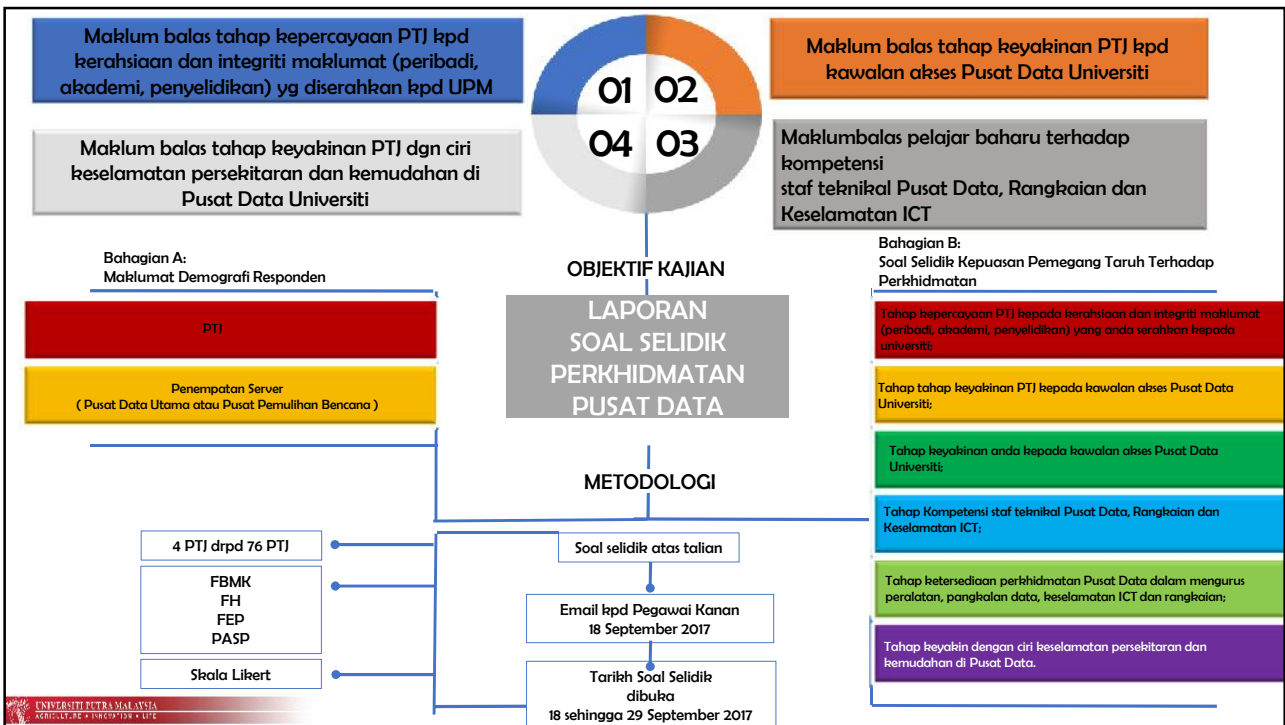 Maklum balas tahap kepercayaan PTJ kpd
kerahsiaan dan integriti maklumat (peribadi,
akademi, penyelidikan) yg diserahkan kpd UPM
01 02
04 03
Maklum balas tahap keyakinan PTJ kpd
kawalan akses Pusat Data Universiti
Maklum balas tahap keyakinan PTJ dgn ciri
keselamatan persekitaran dan kemudahan di
Pusat Data Universiti
Maklumbalas pelajar baharu terhadap
kompetensi
staf teknikal Pusat Data, Rangkaian dan
Keselamatan ICT
Bahagian A:
Maklumat Demografi Responden
PTJ
Penempatan Server
( Pusat Data Utama atau Pusat Pemulihan Bencana )
OBJEKTIF KAJIAN
LAPORAN
SOAL SELIDIK
PERKHIDMATAN
PUSAT DATA
METODOLOGI
Bahagian B:
Soal Selidik Kepuasan Pemegang Taruh Terhadap
Perkhidmatan
Tahap kepercayaan PTJ kepada kerahsiaan dan integriti maklumat
(peribadi, akademi, penyelidikan) yang anda serahkan kepada
universiti;
Tahap tahap keyakinan PTJ kepada kawalan akses Pusat Data
Universiti;
Tahap keyakinan anda kepada kawalan akses Pusat Data
Universiti;
Tahap Kompetensi staf teknikal Pusat Data, Rangkaian dan
Keselamatan ICT;
Tahap ketersediaan perkhidmatan Pusat Data dalam mengurus
peralatan, pangkalan data, keselamatan ICT dan rangkaian;
Tahap keyakin dengan ciri keselamatan persekitaran dan
kemudahan di Pusat Data.
4 PTJ drpd 76 PTJ
FBMK
FH
FEP
PASP
Skala Likert
Soal selidik atas talian
Email kpd Pegawai Kanan
18 September 2017
Tarikh Soal Selidik
dibuka
18 sehingga 29 September 2017
UNIVERSITI PUTRA MALAYSIA
AGRICULTURE • INNOVATION • LIFE